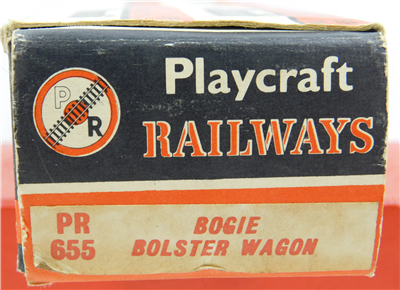 Playcraft
P R
RAILWAYS
PR
655
BOGIE
BOLSTER WAGON